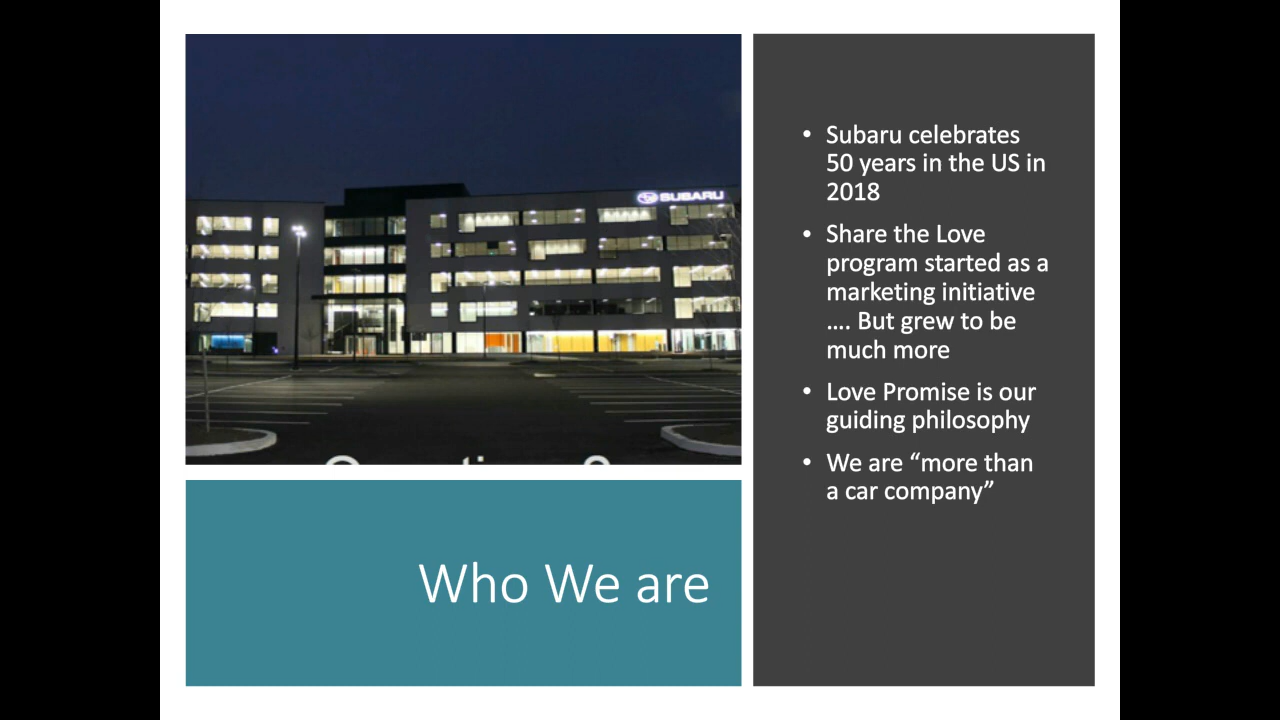 SUBARU
Who We are
• Subaru celebrates
50 years in the US in
2018
• Share the Love
program started as a
marketing initiative
.... But grew to be
much more
• Love Promise is our
guiding philosophy
• We are “more than
a car company”